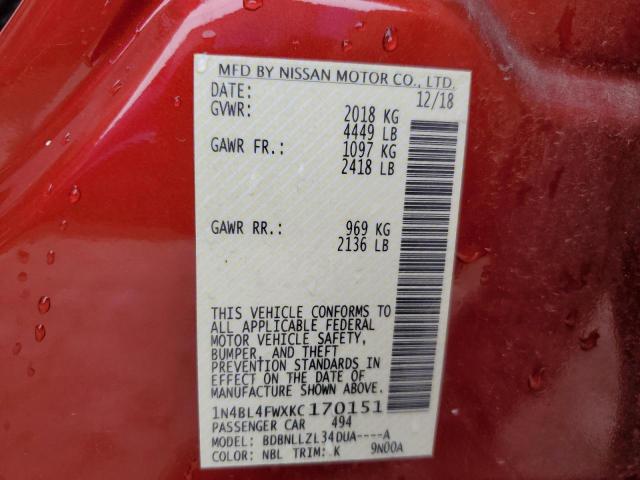 MFD BY NISSAN MOTOR CO., LTD.
DATE: 12/18
GVWR: 2018 KG
4449 LB
GAWR FR.: 1097 KG
2418 LB
GAWR RR.: 969 KG
2136 LB
THIS VEHICLE CONFORMS TO
ALL APPLICABLE FEDERAL
MOTOR VEHICLE SAFETY,
BUMPER, AND THEFT
PREVENTION STANDARDS IN
EFFECT ON THE DATE OF
MANUFACTURE SHOWN ABOVE.
1N4BL4FWXKC170151
PASSENGER CAR 494
MODEL: BDBNLLZL34DUA----A
COLOR: NBL TRIM: K 9N00A